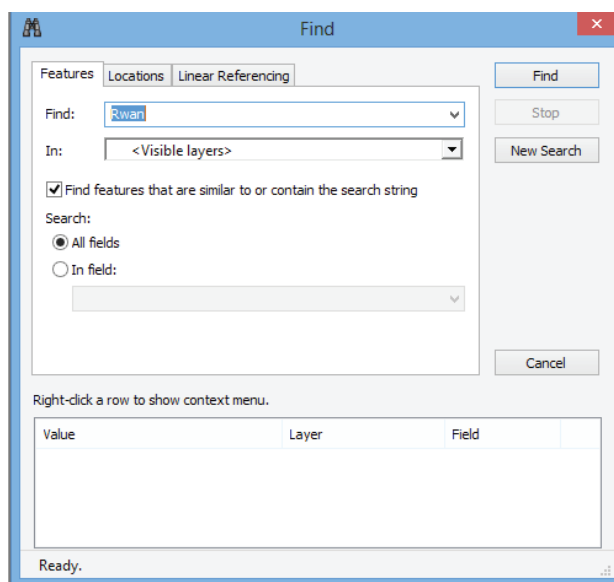 Find
Features Locations Linear Referencing
Find
Find: Rwan
Stop
In: <Visible layers>
New Search
Find features that are similar to or contain the search string
Search:
All fields
In field:
Cancel
Right-click a row to show context menu.
Value Layer Field
Ready.